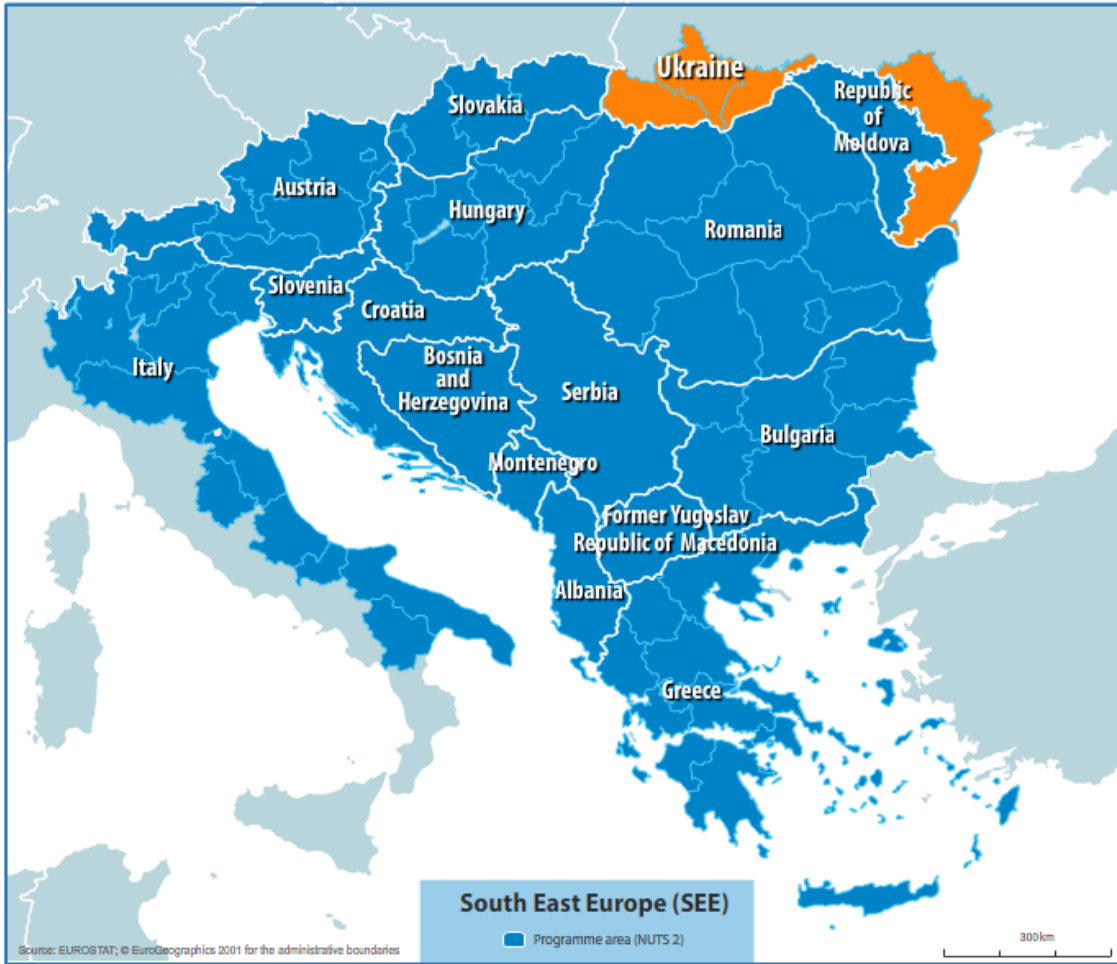 Ukraine
Slovakia
Republic
of
Moldova
Austria
Hungary
Romania
Slovenia
Croatia
Italy
Bosnia
and
Herzegovina
Serbia
Bulgaria
Montenegro
Former Yugoslav
Republic of Macedonia
Albania
Greece
South East Europe (SEE)
Programme area (NUTS 2)
Source: EUROSTAT; © EuroGeographics 2001 for the administrative boundaries
300km